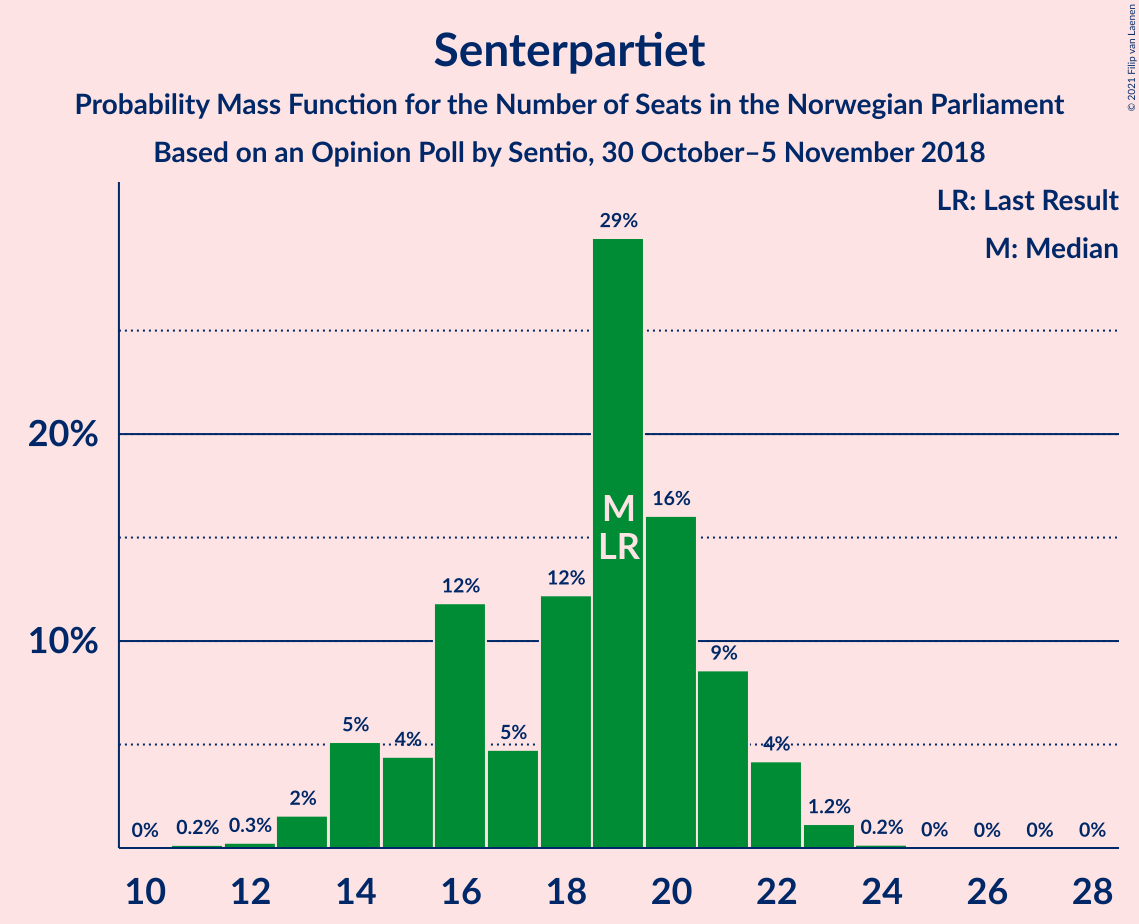 © 2021 Filip van Laenen
Senterpartiet
Probability Mass Function for the Number of Seats in the Norwegian Parliament
Based on an Opinion Poll by Sentio, 30 October–5 November 2018
LR: Last Result
M: Median
20%
10%
0%
0.2%
0.3%
2%
5%
4%
12%
5%
12%
29%
16%
9%
4%
1.2%
0.2%
0%
0%
0%
0%
M
LR
10 12 14 16 18 20 22 24 26 28